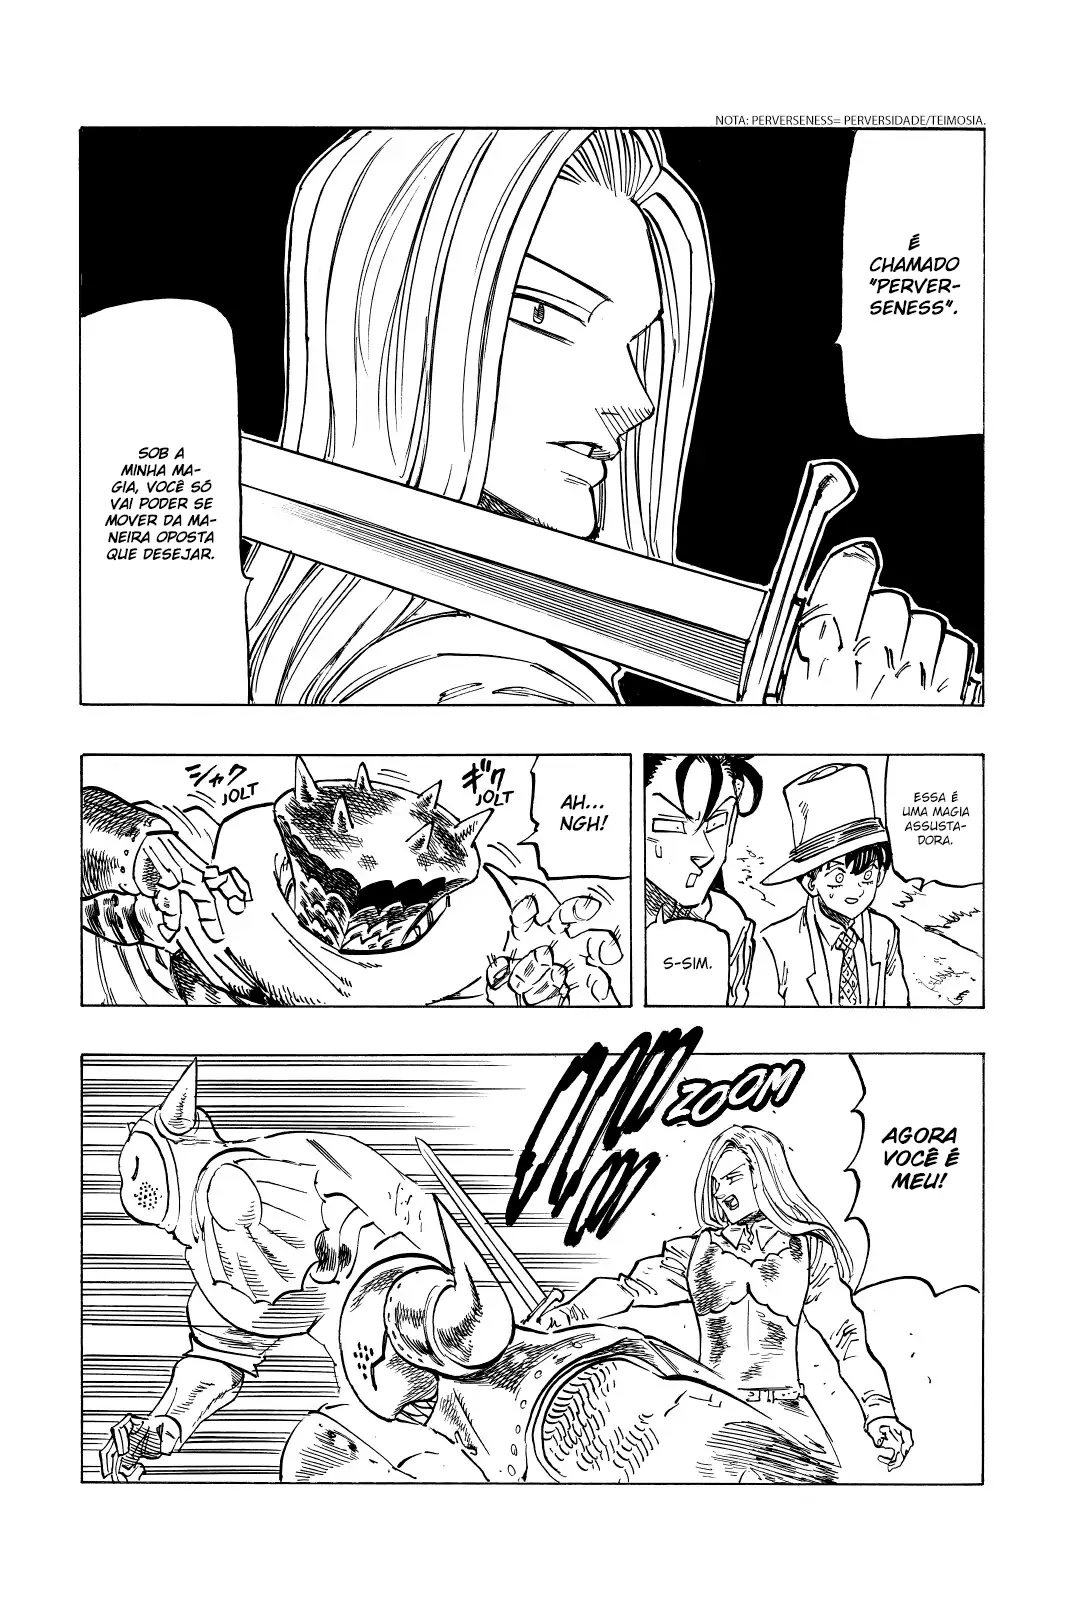 NOTA: PERVERSENESS= PERVERSIDADE/TEIMOSIA.
É
CHAMADO
"PERVER-
SENESS".
SOB A
MINHA MA-
GIA, VOCÊ SÓ
VAI PODER SE
MOVER DA MA-
NEIRA OPOSTA
QUE DESEJAR.
ESSA É
UMA MAGIA
ASSUSTA-
DORA.
S-SIM.
AH...
NGH!
ギク
JOLT
シャク
JOLT
ZOOM
AGORA
VOCÊ É
MEU!